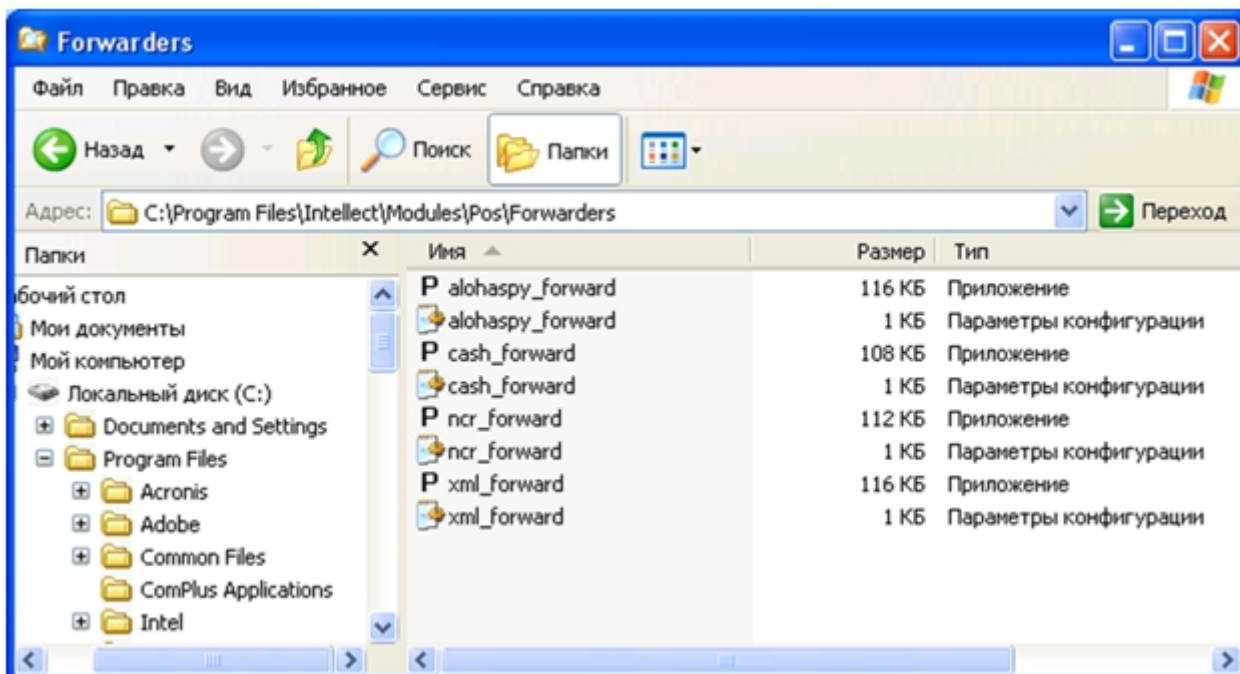 Forwarders
Файл Правка Вид Избранное Сервис Справка
Назад Поиск Папки
Адрес: C:\Program Files\Intellect\Modules\Pos\Forwarders Переход
Папки
бочий стол
Мои документы
Мой компьютер
Локальный диск (C:)
Documents and Settings
Program Files
Acronis
Adobe
Common Files
ComPlus Applications
Intel
Имя Размер Тип
P alohaspy_forward 116 КБ Приложение
alohaspy_forward 1 КБ Параметры конфигурации
P cash_forward 108 КБ Приложение
cash_forward 1 КБ Параметры конфигурации
P ncr_forward 112 КБ Приложение
ncr_forward 1 КБ Параметры конфигурации
P xml_forward 116 КБ Приложение
xml_forward 1 КБ Параметры конфигурации